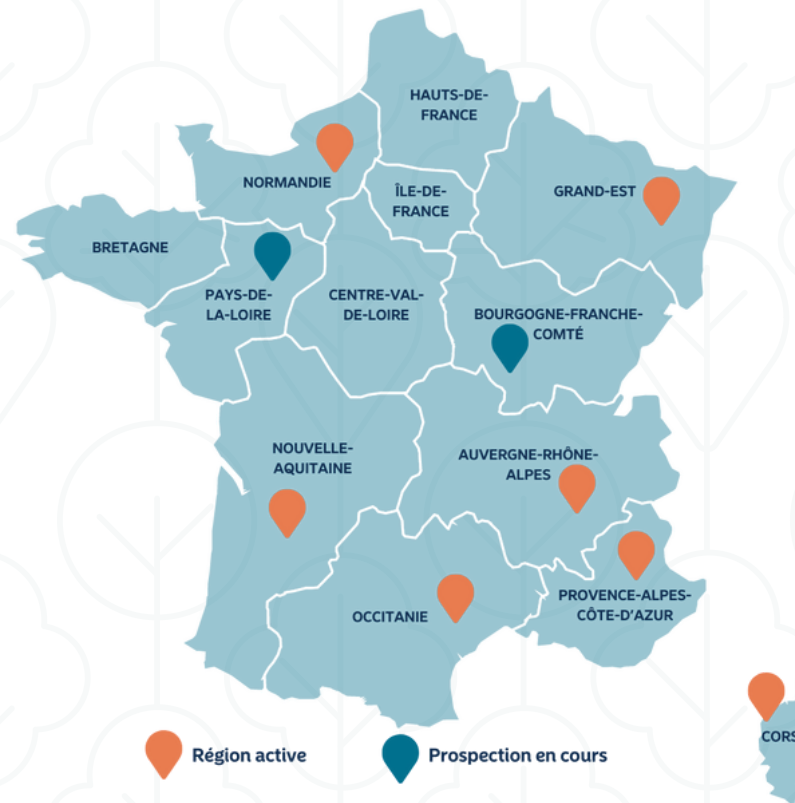 HAUTS-DE-
FRANCE
NORMANDIE
ÎLE-DE-
FRANCE
GRAND-EST
BRETAGNE
PAYS-DE-
LA-LOIRE
CENTRE-VAL-
DE-LOIRE
BOURGOGNE-FRANCHE-
COMTÉ
NOUVELLE-
AQUITAINE
AUVERGNE-RHÔNE-
ALPES
PROVENCE-ALPES-
CÔTE-D'AZUR
OCCITANIE
CORS
Région active
Prospection en cours